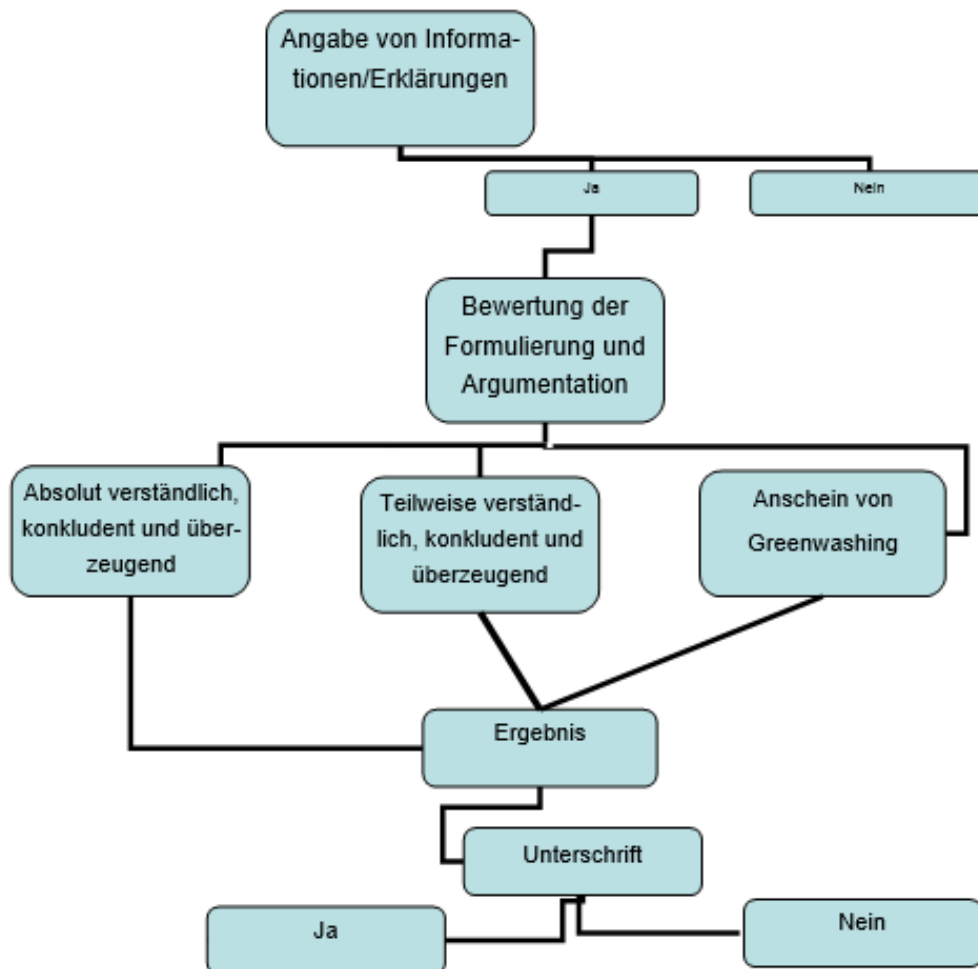 Angabe von Informa-
tionen/Erklärungen
Ja
Nein
Bewertung der
Formulierung und
Argumentation
Absolut verständlich,
konkludent und über-
zeugend
Teilweise verständ-
lich, konkludent und
überzeugend
Anschein von
Greenwashing
Ergebnis
Unterschrift
Ja
Nein